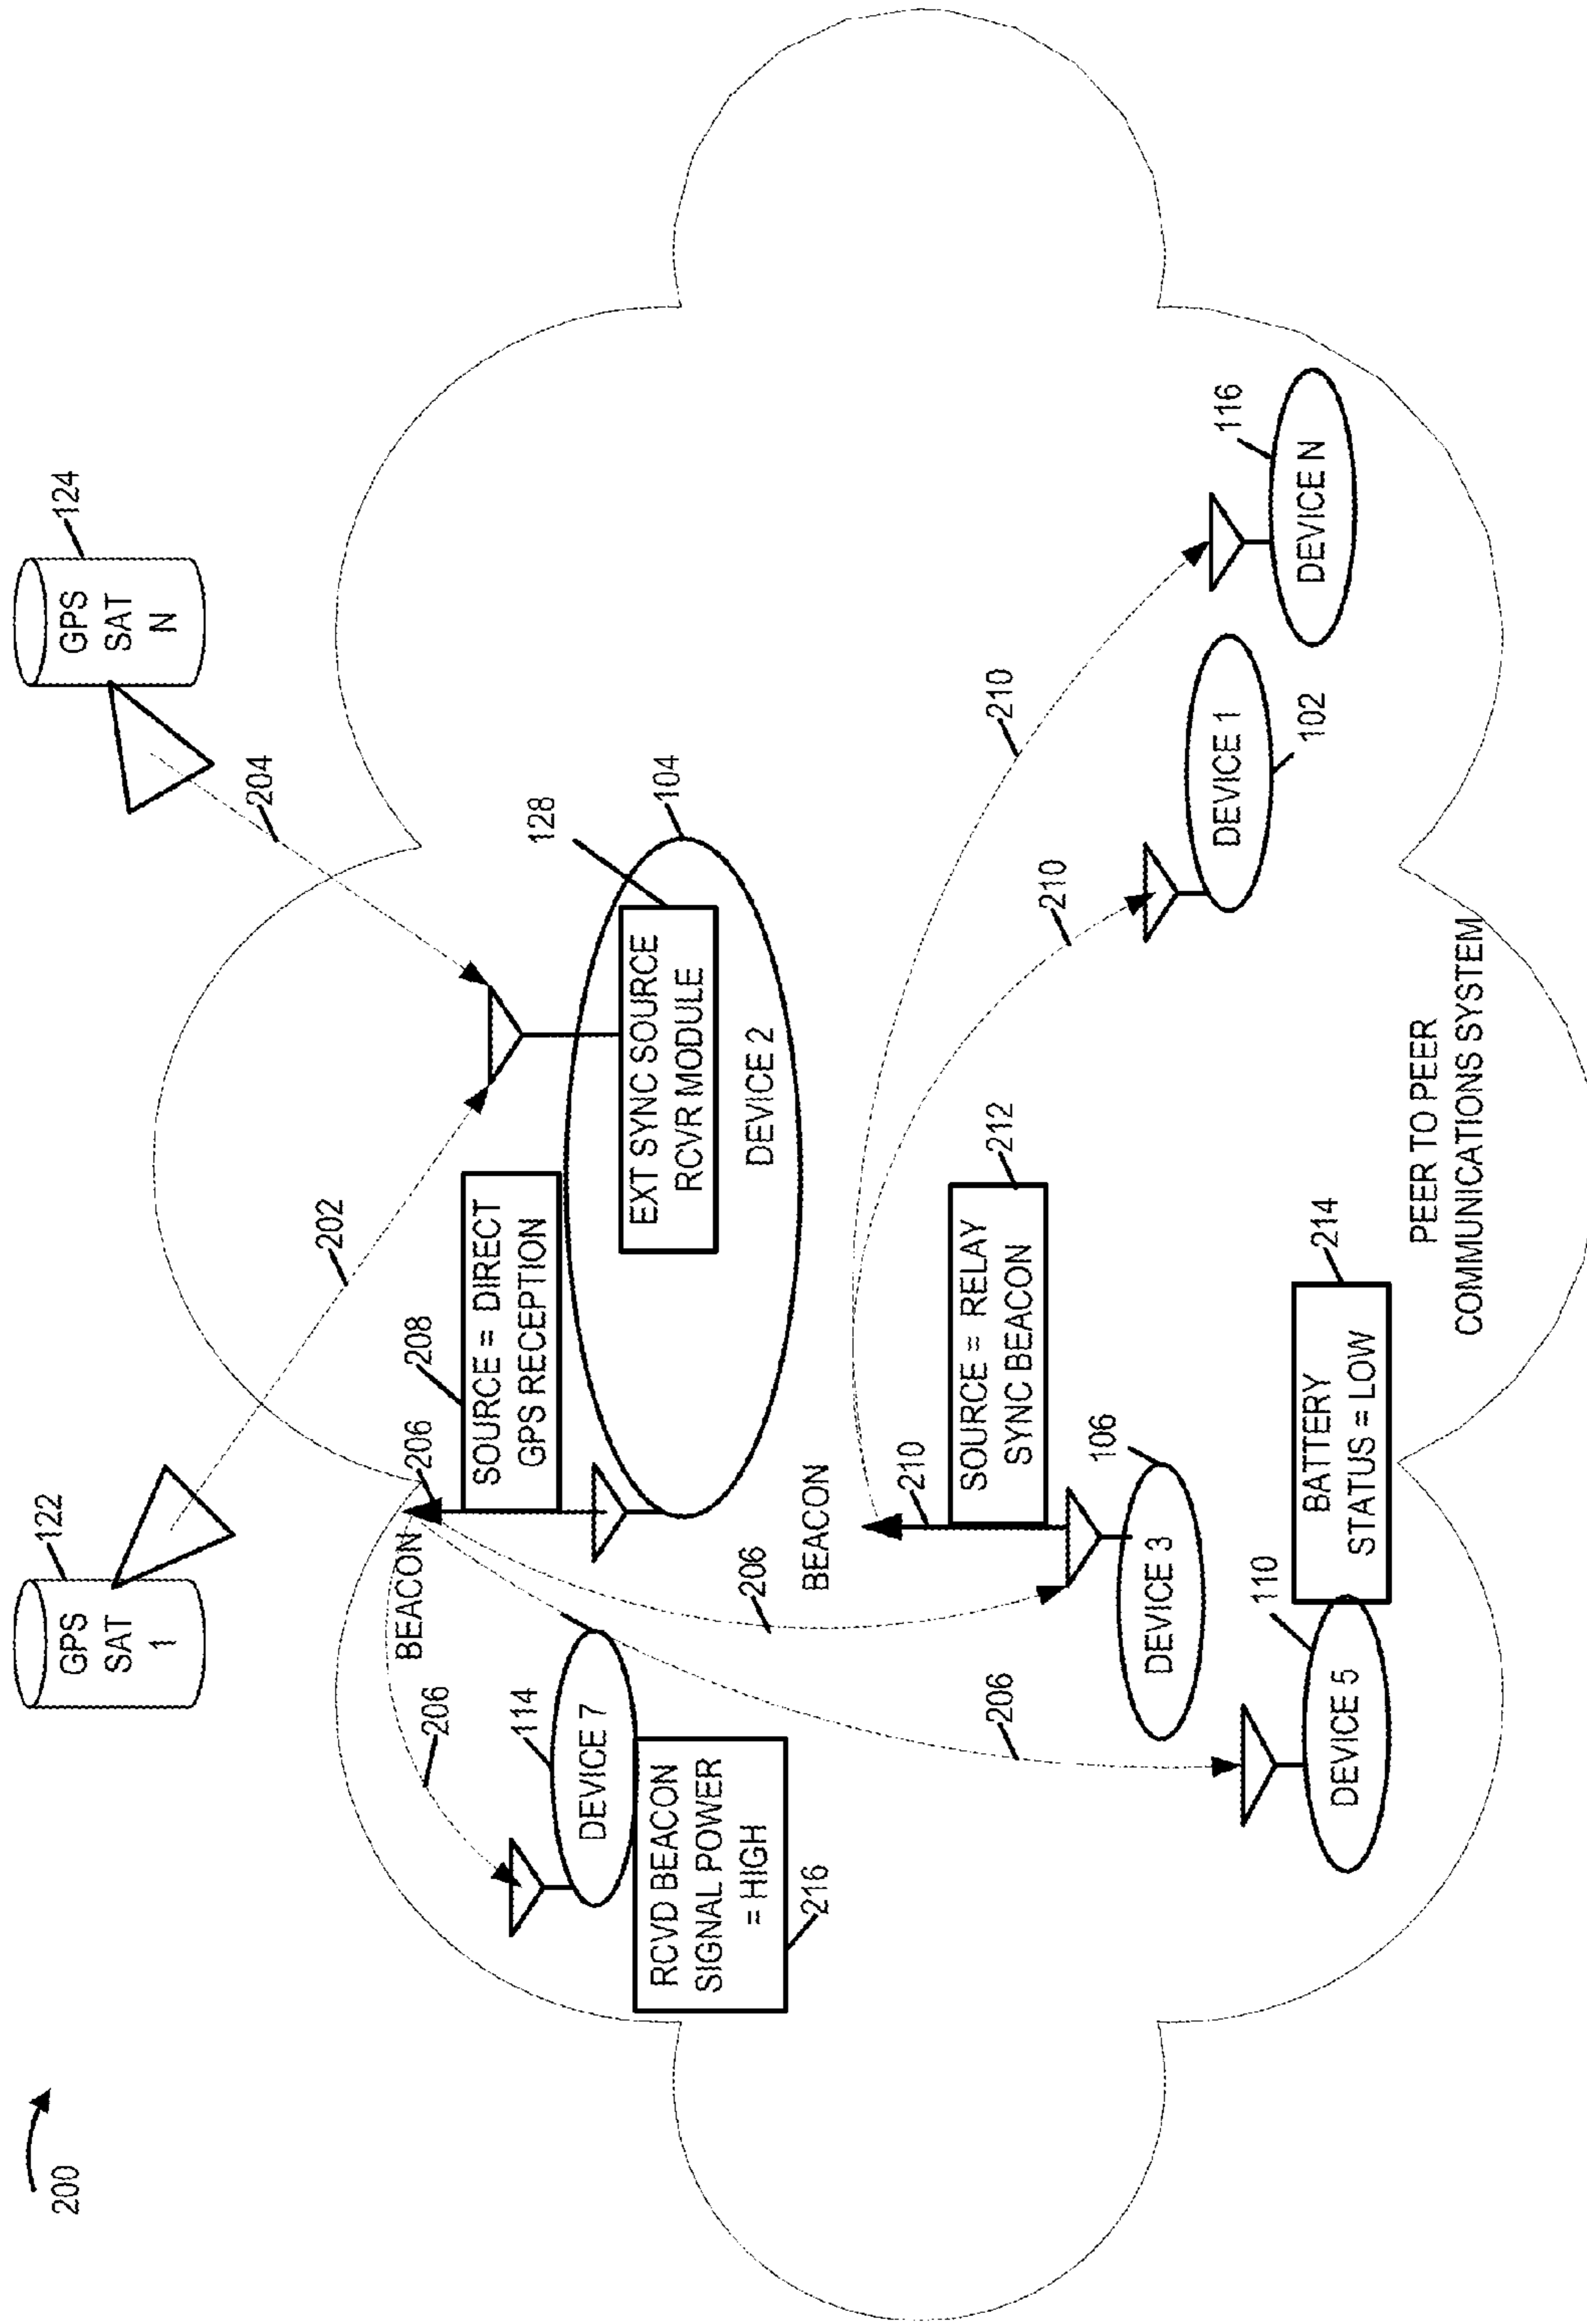 200
GPS
SAT
1
122
GPS
SAT
N
124
202
204
BEACON
206
208
SOURCE = DIRECT
GPS RECEPTION
128
104
EXT SYNC SOURCE
RCVR MODULE
DEVICE 2
206
114
DEVICE 7
RCVD BEACON
SIGNAL POWER
= HIGH
216
206
BEACON
210
212
SOURCE = RELAY
SYNC BEACON
106
DEVICE 3
206
110
DEVICE 5
BATTERY
STATUS = LOW
214
210
210
DEVICE 1
102
116
DEVICE N
PEER TO PEER
COMMUNICATIONS SYSTEM